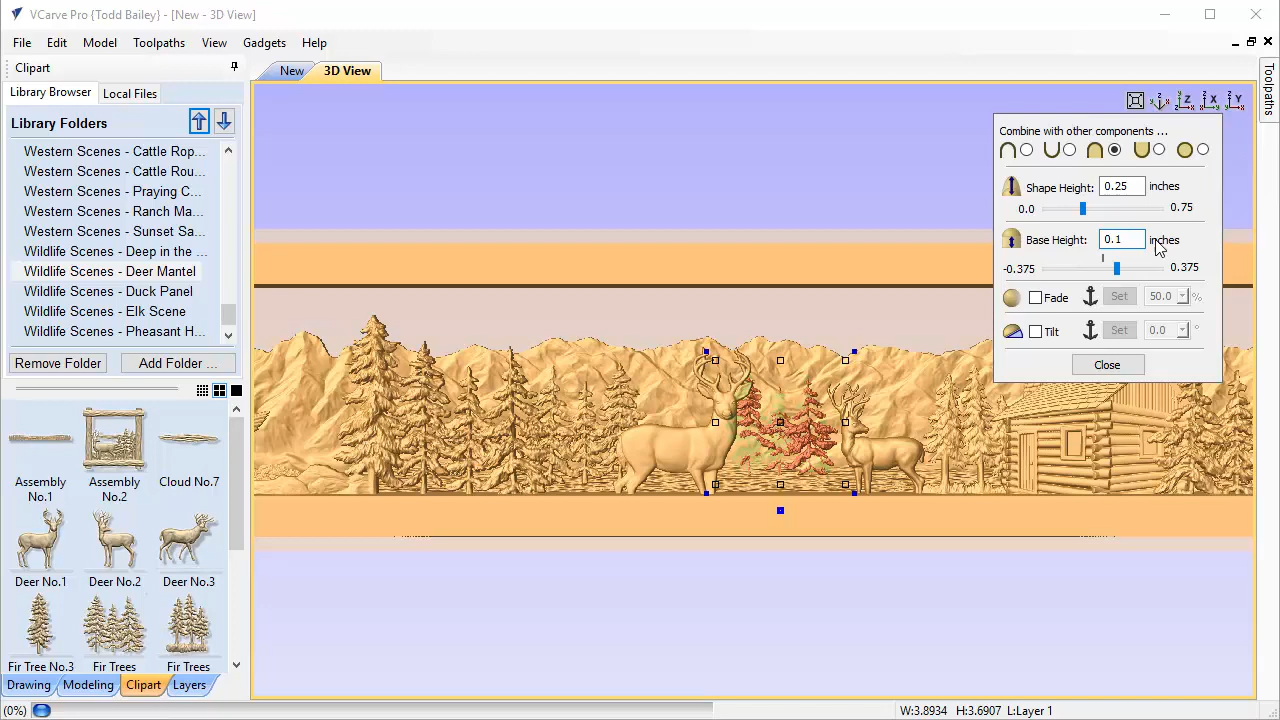 VCarve Pro {Todd Bailey} - [New - 3D View]
File Edit Model Toolpaths View Gadgets Help
Clipart
Library Browser Local Files
Library Folders
Western Scenes - Cattle Rop...
Western Scenes - Cattle Rou...
Western Scenes - Praying C...
Western Scenes - Ranch Ma...
Western Scenes - Sunset Sa...
Wildlife Scenes - Deep in the ...
Wildlife Scenes - Deer Mantel
Wildlife Scenes - Duck Panel
Wildlife Scenes - Elk Scene
Wildlife Scenes - Pheasant H...
Remove Folder Add Folder ...
Assembly No.1
Assembly No.2
Cloud No.7
Deer No.1 Deer No.2 Deer No.3
Fir Tree No.3 Fir Trees Fir Trees
Drawing Modeling Clipart Layers
New 3D View
Z X Y
Combine with other components ...
Shape Height: 0.25 inches
0.0 0.75
Base Height: 0.1 inches
-0.375 0.375
Fade Set 50.0 %
Tilt Set 0.0 °
Close
Toolpaths
(0%) W:3.8934 H:3.6907 L:Layer 1